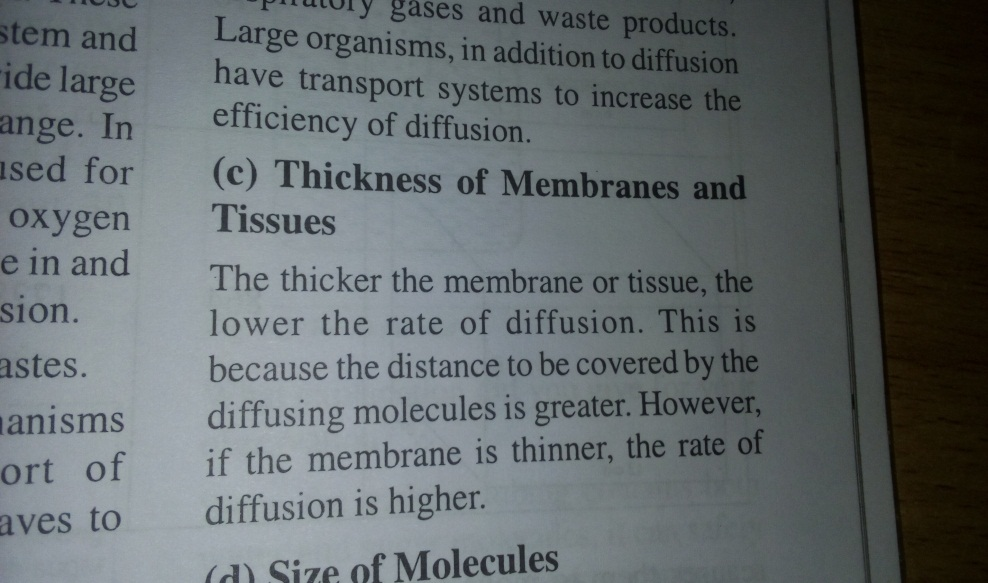 stem and
ide large
ange. In
used for
oxygen
e in and
sion.
astes.
anisms
ort of
aves to
gases and waste products.
Large organisms, in addition to diffusion
have transport systems to increase the
efficiency of diffusion.
(c) Thickness of Membranes and
Tissues
The thicker the membrane or tissue, the
lower the rate of diffusion. This is
because the distance to be covered by the
diffusing molecules is greater. However,
if the membrane is thinner, the rate of
diffusion is higher.
(d) Size of Molecules